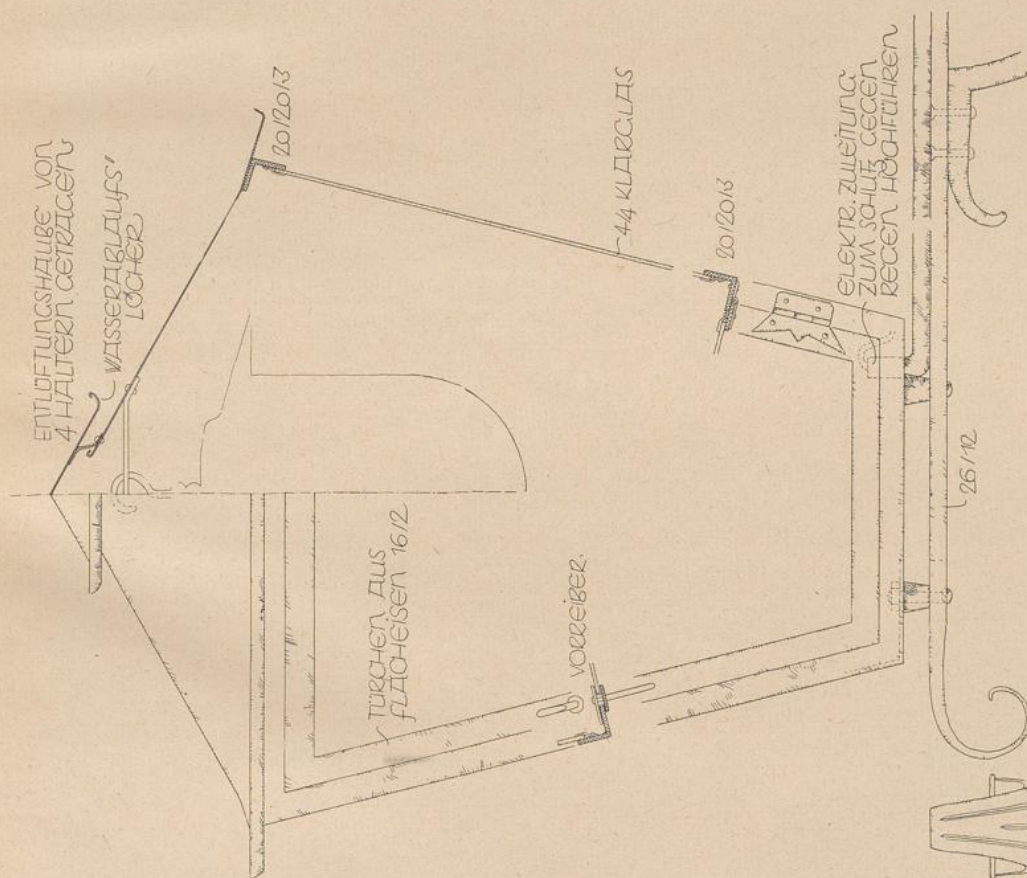 ENTLÜFTUNGSHAUBE VON
4 HALTERN GETRAGEN
WASSERABLAUFS'
LÖCHER
20/20/3
44 KLARGLAS
20/20/3
ELEKTR. ZULEITUNG
ZUM SCHUTZ GEGEN
REGEN HOCHFÜHREN
TÜRCHEN AUS
FLACHEISEN 16/2
VORREIBER.
26/12